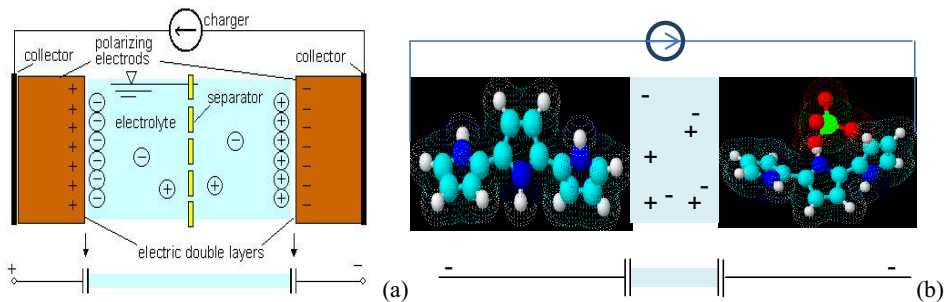 charger
polarizing
electrods
collector
collector
separator
electrolyte
electric double layers
+
−
(a)
-
-
(b)